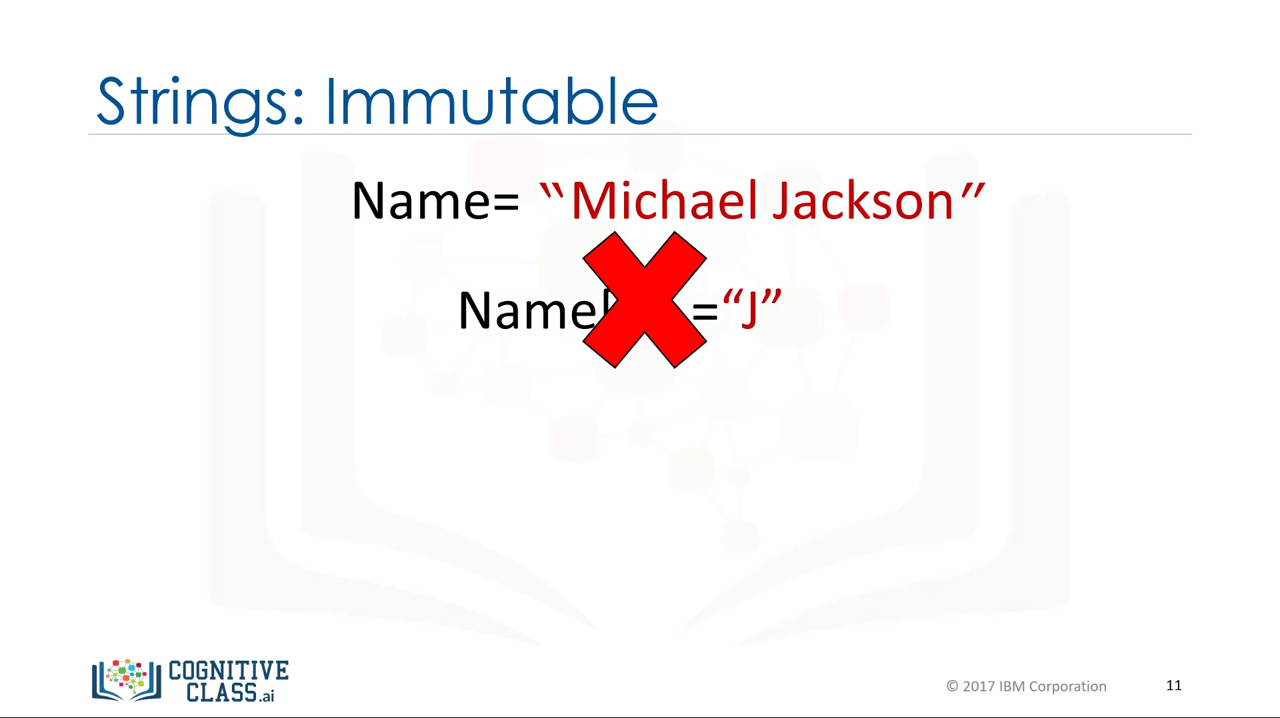 Strings: Immutable
Name= “Michael Jackson”
Name[ =“J”
COGNITIVE
CLASS.ai
© 2017 IBM Corporation
11